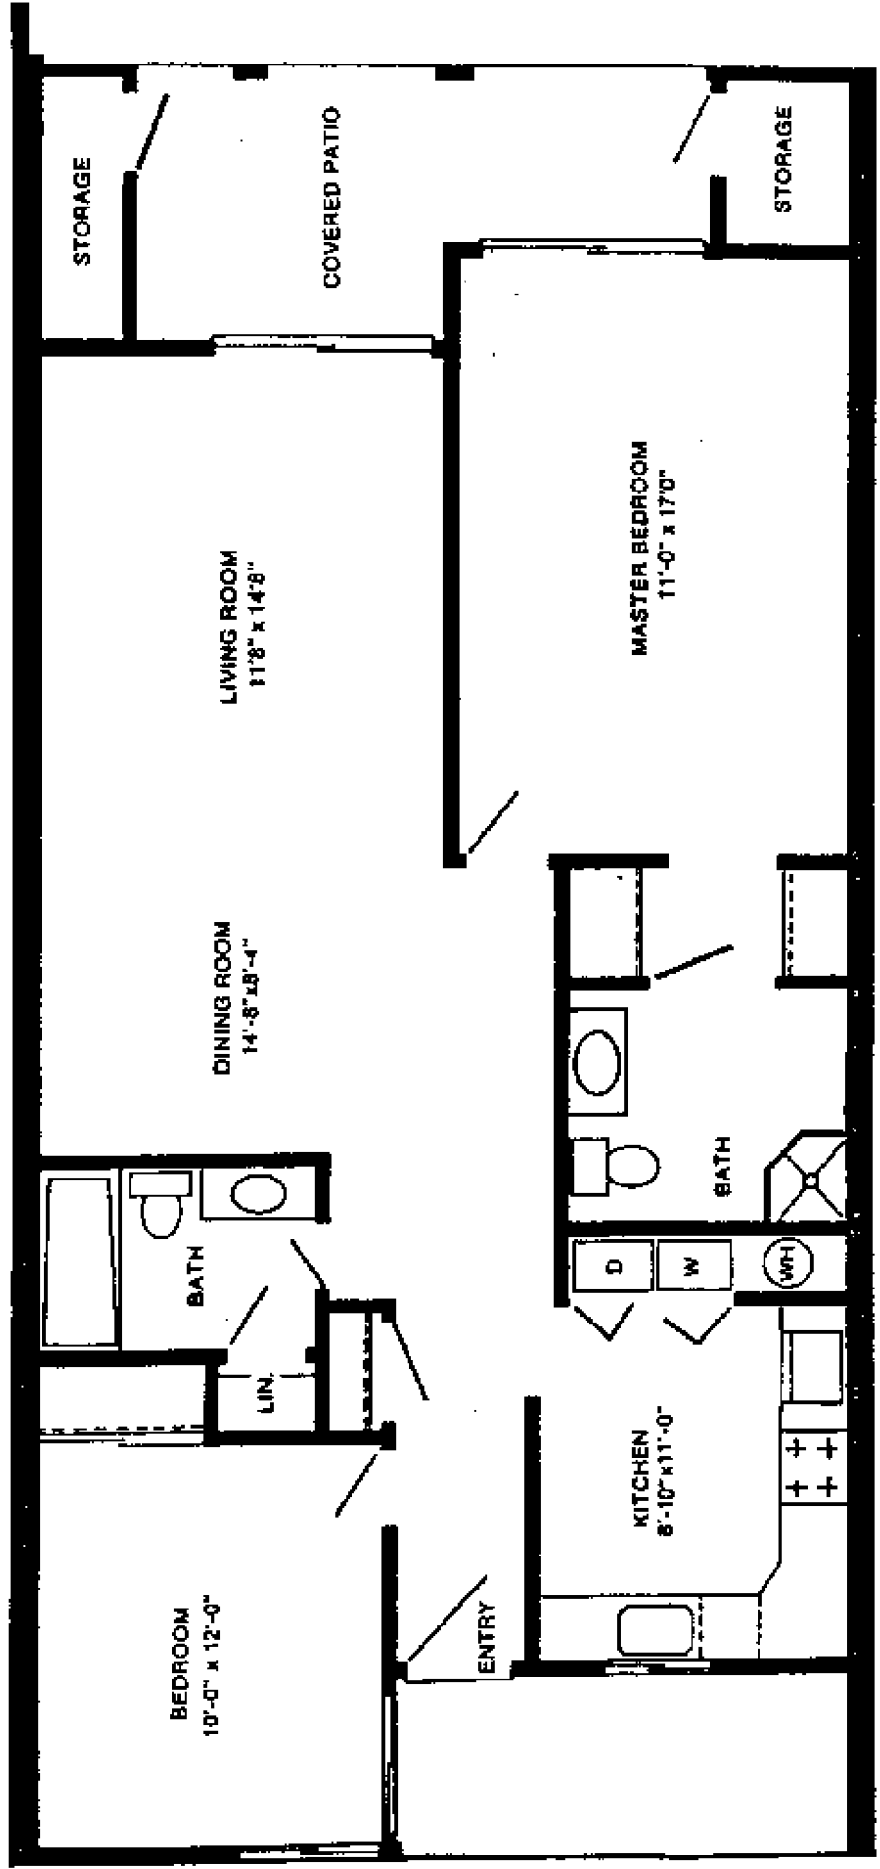 STORAGE
COVERED PATIO
STORAGE
LIVING ROOM
11'8" x 14'8"
MASTER BEDROOM
11'-0" x 17'0"
DINING ROOM
14'-8"x8'-4"
BATH
LIN.
BATH
D
W
WH
KITCHEN
8'-10"x11'-0"
BEDROOM
10'-0" x 12'-0"
ENTRY